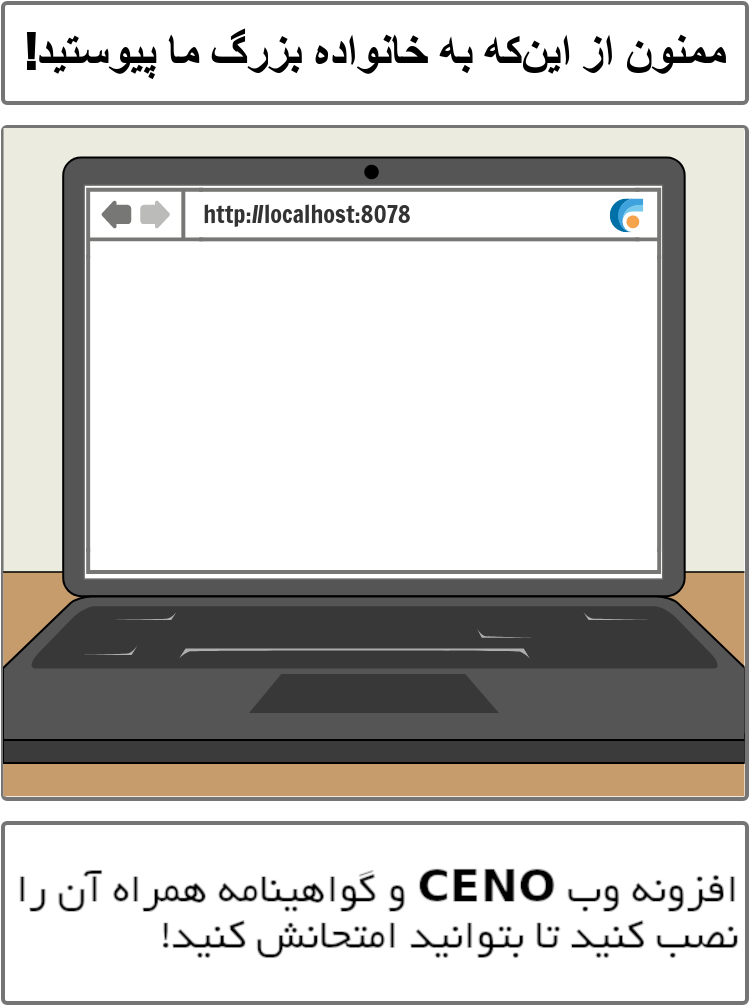 ممنون از این‌که به خانواده بزرگ ما پیوستید!
http://localhost:8078
افزونه وب CENO و گواهینامه همراه آن را
نصب کنید تا بتوانید امتحانش کنید!